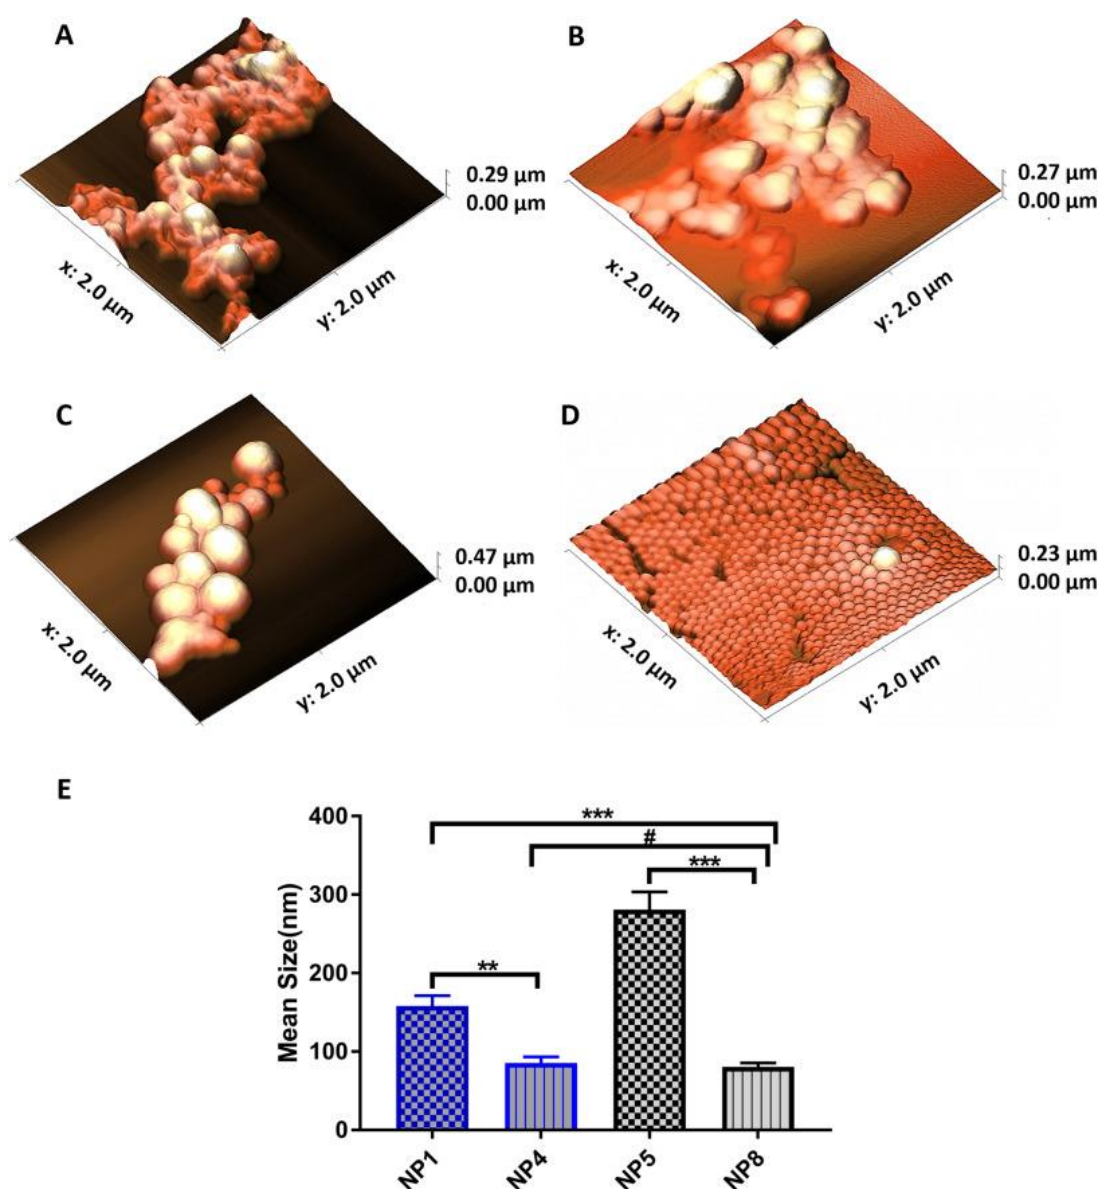 A
0.29 µm
0.00 µm
x: 2.0 µm
y: 2.0 µm
B
0.27 µm
0.00 µm
x: 2.0 µm
y: 2.0 µm
C
0.47 µm
0.00 µm
x: 2.0 µm
y: 2.0 µm
D
0.23 µm
0.00 µm
x: 2.0 µm
y: 2.0 µm
E
Mean Size(nm)
400
300
200
100
0
***
#
***
**
NP1
NP4
NP5
NP8